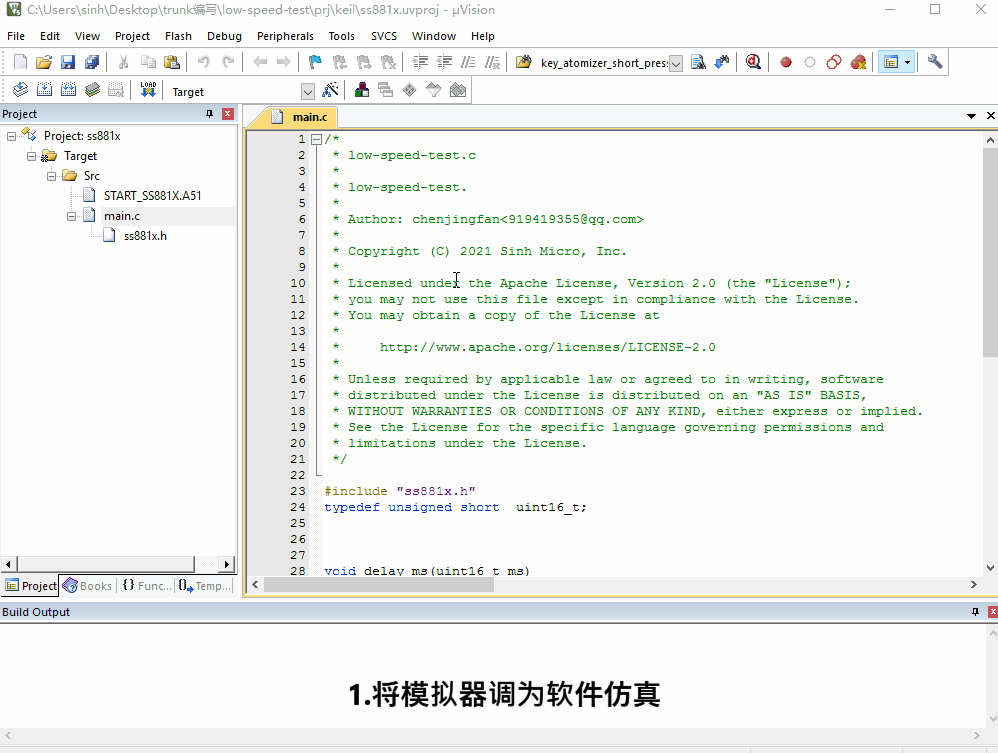 C:\Users\sinh\Desktop\trunk编写\low-speed-test\prj\keil\ss881x.uvproj - µVision
File Edit View Project Flash Debug Peripherals Tools SVCS Window Help
key_atomizer_short_press
LOAD Target
Project
main.c
Project: ss881x
Target
Src
START_SS881X.A51
main.c
ss881x.h
1 /*
2 * low-speed-test.c
3 *
4 * low-speed-test.
5 *
6 * Author: chenjingfan<919419355@qq.com>
7 *
8 * Copyright (C) 2021 Sinh Micro, Inc.
9 *
10 * Licensed under the Apache License, Version 2.0 (the "License");
11 * you may not use this file except in compliance with the License.
12 * You may obtain a copy of the License at
13 *
14 *     http://www.apache.org/licenses/LICENSE-2.0
15 *
16 * Unless required by applicable law or agreed to in writing, software
17 * distributed under the License is distributed on an "AS IS" BASIS,
18 * WITHOUT WARRANTIES OR CONDITIONS OF ANY KIND, either express or implied.
19 * See the License for the specific language governing permissions and
20 * limitations under the License.
21 */
22
23 #include "ss881x.h"
24 typedef unsigned short  uint16_t;
25
26
27
28 void delay_ms(uint16_t ms)
Project Books {} Func... Temp...
Build Output
1.将模拟器调为软件仿真